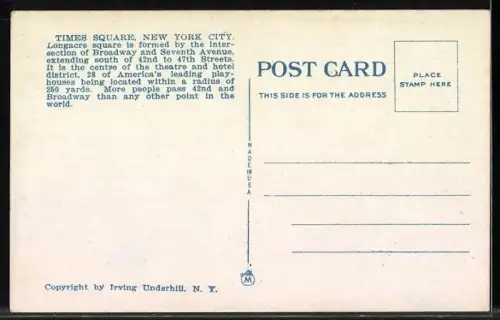 TIMES SQUARE, NEW YORK CITY.
Longacre square is formed by the inter-
section of Broadway and Seventh Avenue,
extending south of 42nd to 47th Streets.
It is the centre of the theatre and hotel
district, 28 of America's leading play-
houses being located within a radius of
250 yards. More people pass 42nd and
Broadway than any other point in the
world.
Copyright by Irving Underhill, N. Y.
MADE IN USA
M
POST CARD
THIS SIDE IS FOR THE ADDRESS
PLACE
STAMP HERE